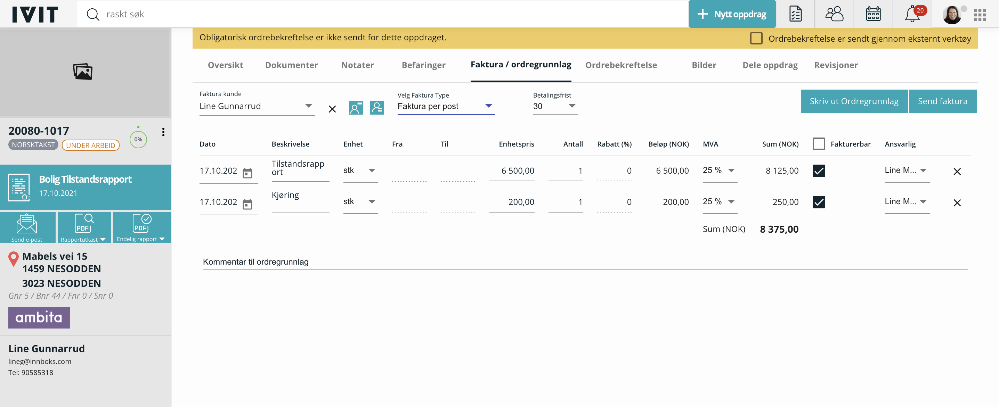 IVIT
raskt søk
Nytt oppdrag
20
Obligatorisk ordrebekreftelse er ikke sendt for dette oppdraget.
Ordrebekreftelse er sendt gjennom eksternt verktøy
Oversikt Dokumenter Notater Befaringer Faktura / ordregrunnlag Ordrebekreftelse Bilder Dele oppdrag Revisjoner
Faktura kunde
Line Gunnarrud
Velg Faktura Type
Faktura per post
Betalingsfrist
30
Skriv ut Ordregrunnlag
Send faktura
20080-1017
NORSKTAKST
UNDER ARBEID
0%
Bolig Tilstandsrapport
17.10.2021
Send e-post
PDF
Rapportutkast
PDF
Endelig rapport
Mabels vei 15
1459 NESODDEN
3023 NESODDEN
Gnr 5 / Bnr 44 / Fnr 0 / Snr 0
ambita
Line Gunnarrud
lineg@innboks.com
Tel: 90585318
Dato Beskrivelse Enhet Fra Til Enhetspris Antall Rabatt (%) Beløp (NOK) MVA Sum (NOK) Fakturerbar Ansvarlig
17.10.202 Tilstandsrapp
ort
stk 6 500,00 1 0 6 500,00 25 % 8 125,00 Line M...
17.10.202 Kjøring stk 200,00 1 0 200,00 25 % 250,00 Line M...
Sum (NOK) 8 375,00
Kommentar til ordregrunnlag